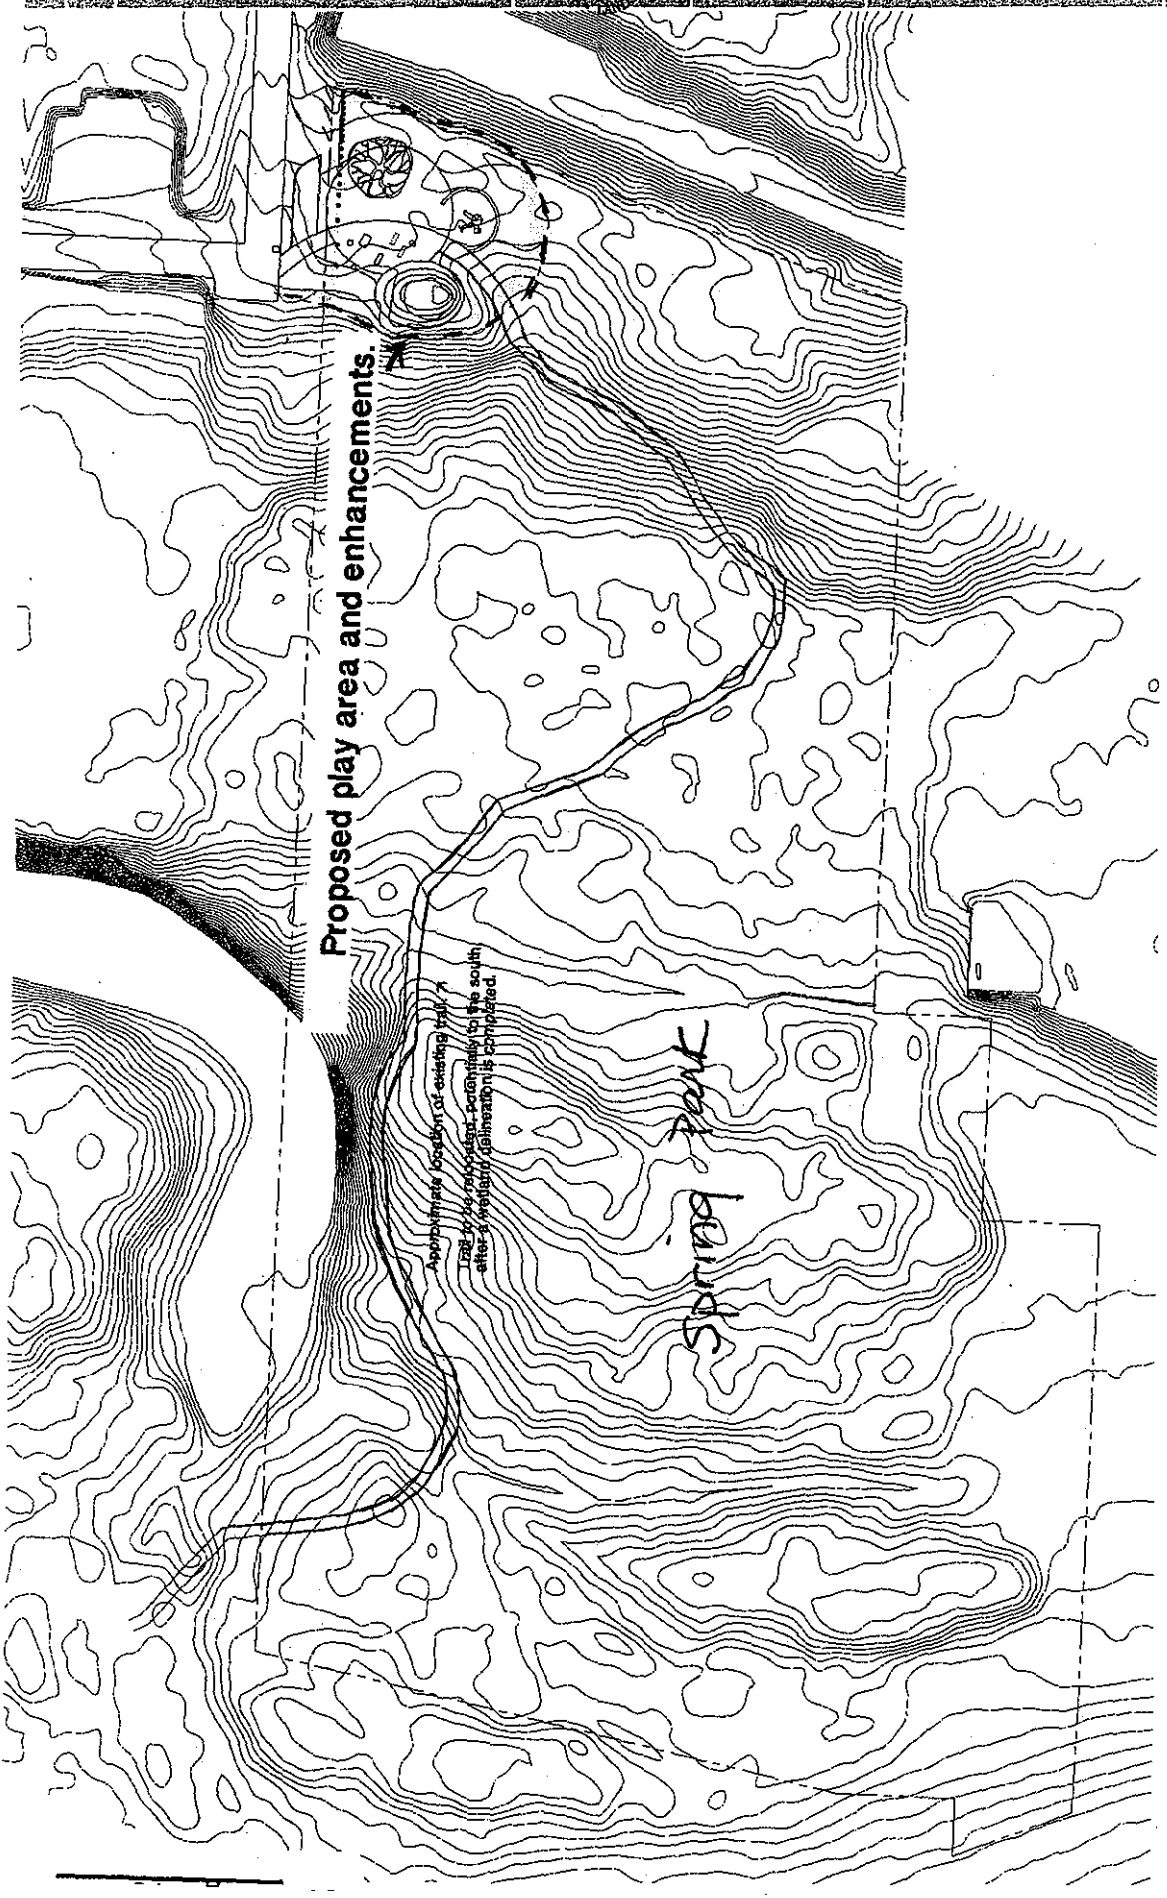 Proposed play area and enhancements.
Approximate location of existing trail.
Trail to be relocated, potentially to the south,
after a wetland delineation is completed.
Spring Park